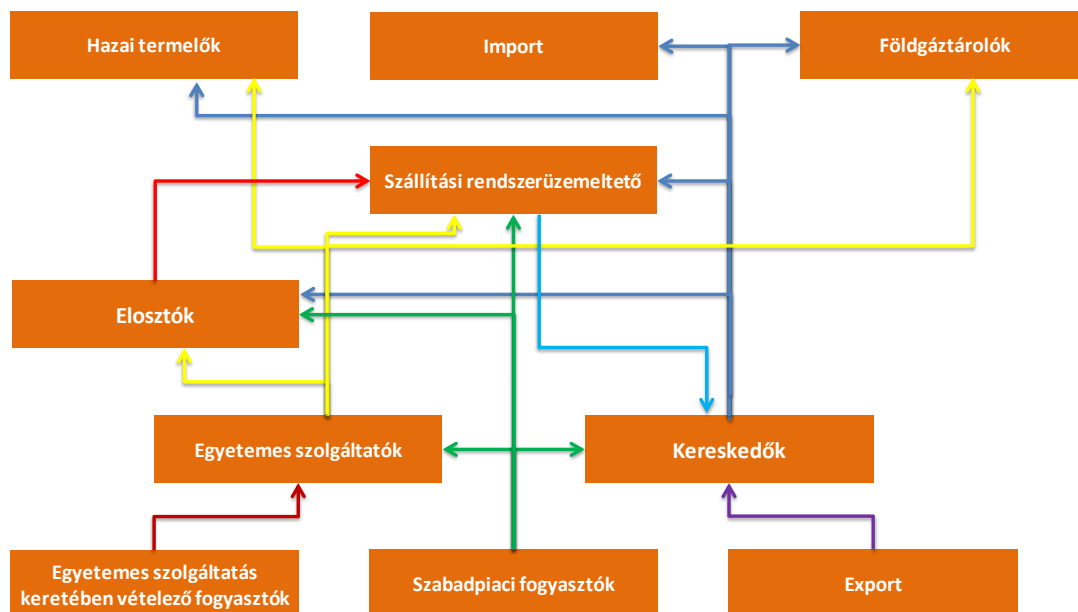 Hazai termelők
Import
Földgáztárolók
Szállítási rendszerüzemeltető
Elosztók
Egyetemes szolgáltatók
Kereskedők
Egyetemes szolgáltatás
keretében vételező fogyasztók
Szabadpiaci fogyasztók
Export